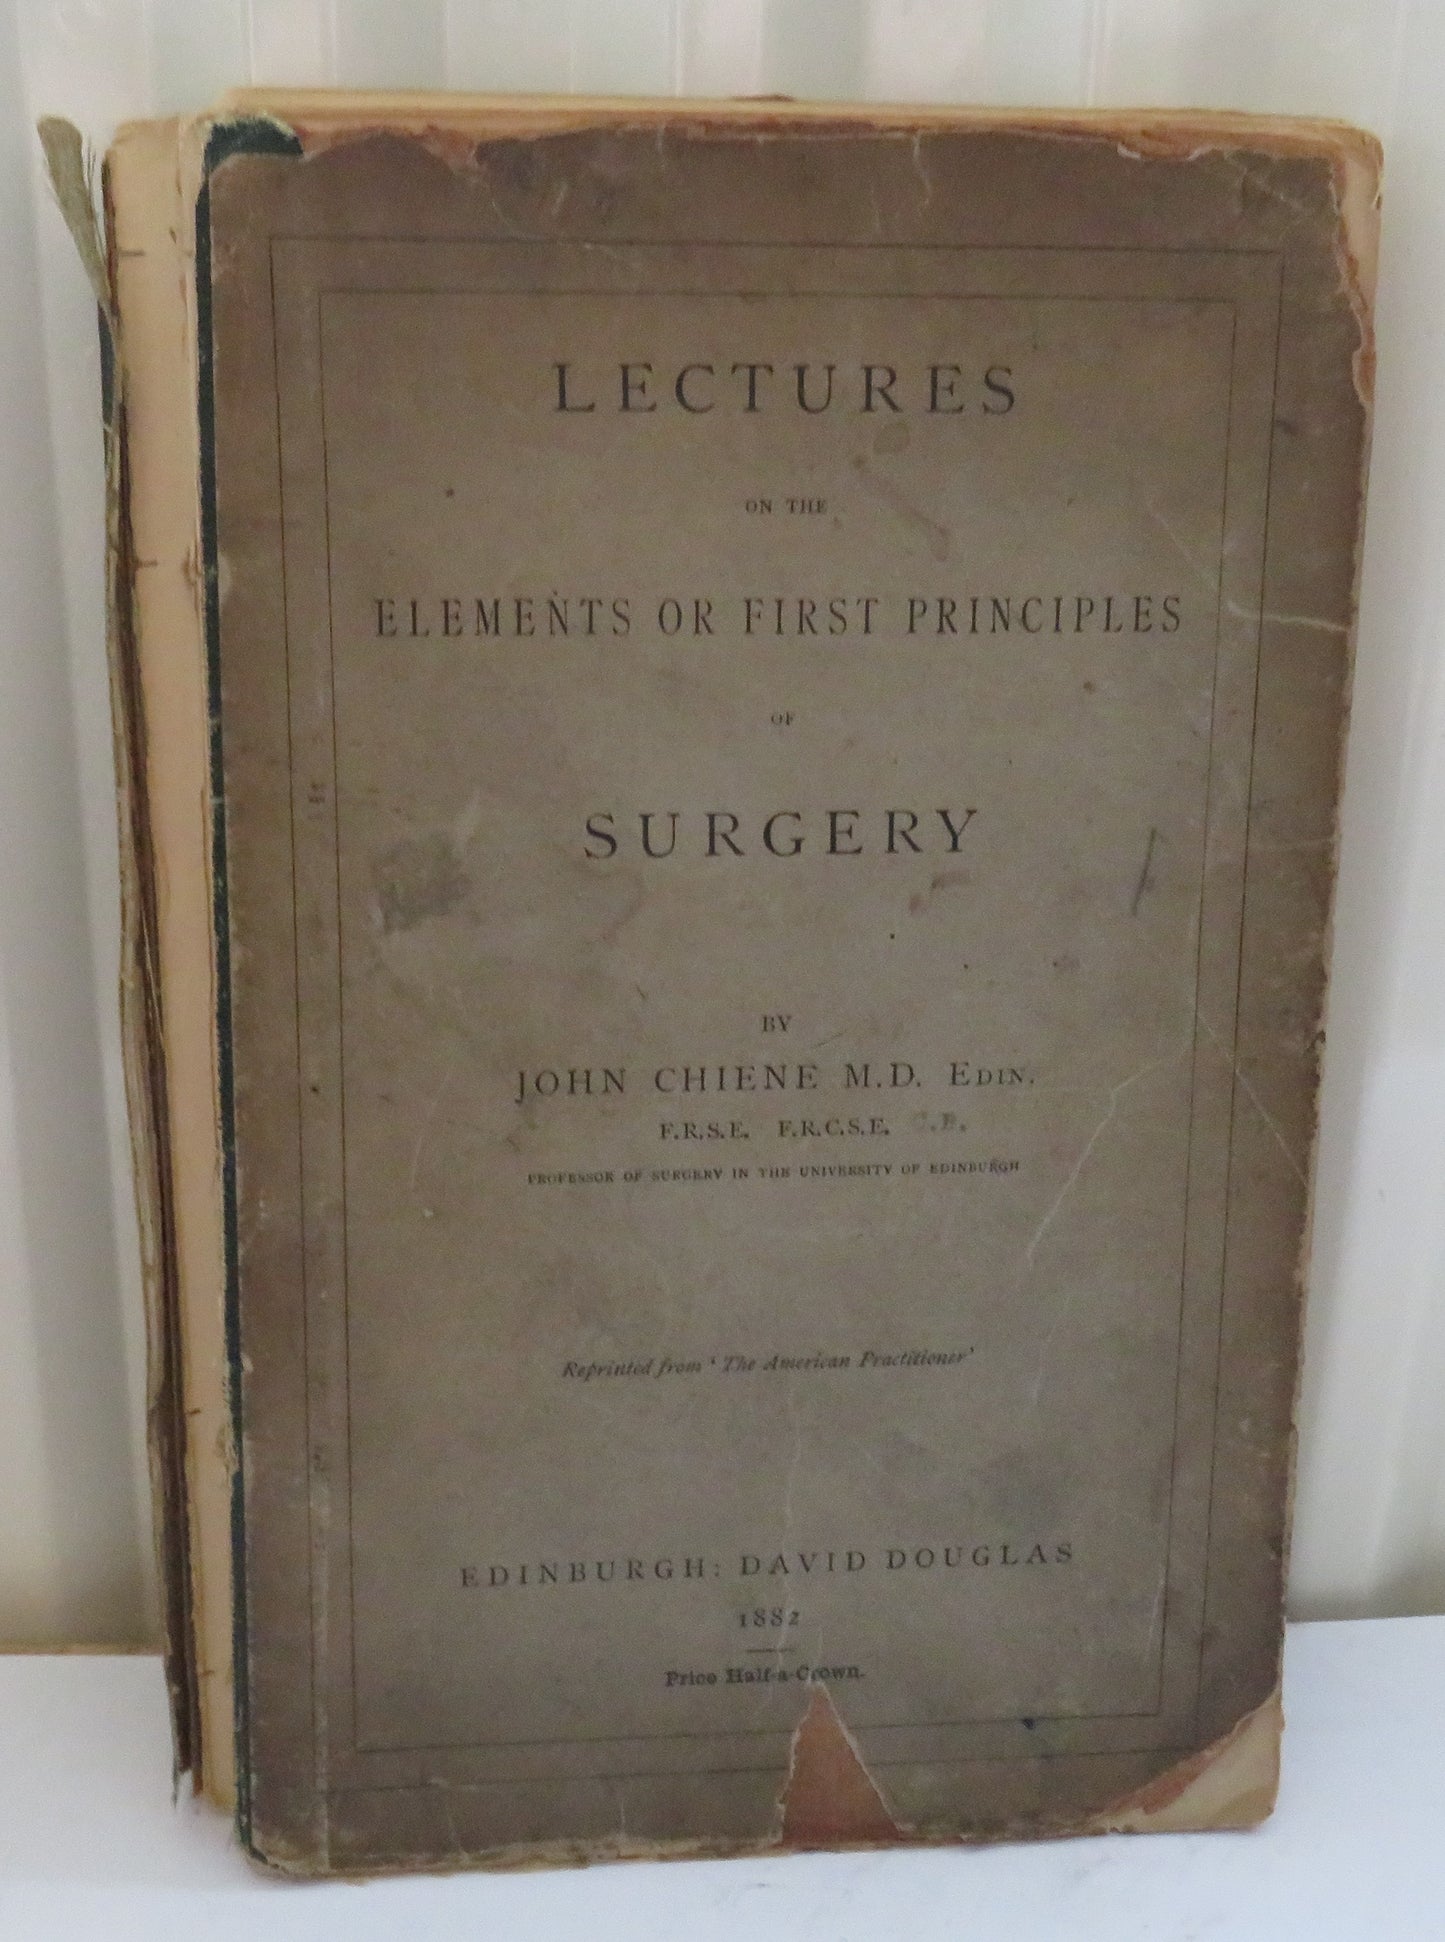 LECTURES
ON THE
ELEMENTS OR FIRST PRINCIPLES
OF
SURGERY
BY
JOHN CHIENE M.D. EDIN.
F.R.S.E. F.R.C.S.E.
PROFESSOR OF SURGERY IN THE UNIVERSITY OF EDINBURGH
Reprinted from ‘The American Practitioner’
EDINBURGH: DAVID DOUGLAS
1882
Price Half-a-Crown.